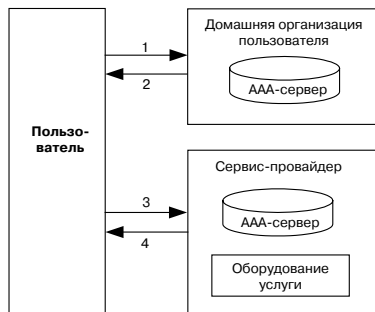 Пользо-
ватель
1
2
Домашняя организация
пользователя
ААА-сервер
3
4
Сервис-провайдер
ААА-сервер
Оборудование
услуги